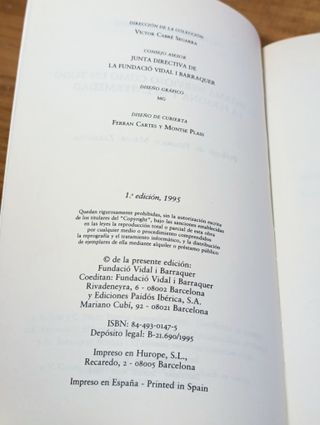 DIRECCIÓN DE LA COLECCIÓN
VÍCTOR CABRÉ SEGARRA
CONSEJO ASESOR
JUNTA DIRECTIVA DE
LA FUNDACIÓ VIDAL I BARRAQUER
DISEÑO GRÁFICO
MG
DISEÑO DE CUBIERTA
FERRAN CARTES Y MONTSE PLASS
1.ª edición, 1995
Quedan rigurosamente prohibidas, sin la autorización escrita
de los titulares del "Copyright", bajo las sanciones establecidas
en las leyes la reproducción total o parcial de esta obra
por cualquier medio o procedimiento comprendidos
la reprografía y el tratamiento informático, y la distribución
de ejemplares de ella mediante alquiler o préstamo público
© de la presente edición:
Fundació Vidal i Barraquer
Coeditan: Fundació Vidal i Barraquer
Rivadeneyra, 6 - 08002 Barcelona
y Ediciones Paidós Ibérica, S.A.
Mariano Cubí, 92 - 08021 Barcelona
ISBN: 84-493-0147-5
Depósito legal: B-21.690/1995
Impreso en Hurope, S.L.,
Recaredo, 2 - 08005 Barcelona
Impreso en España - Printed in Spain